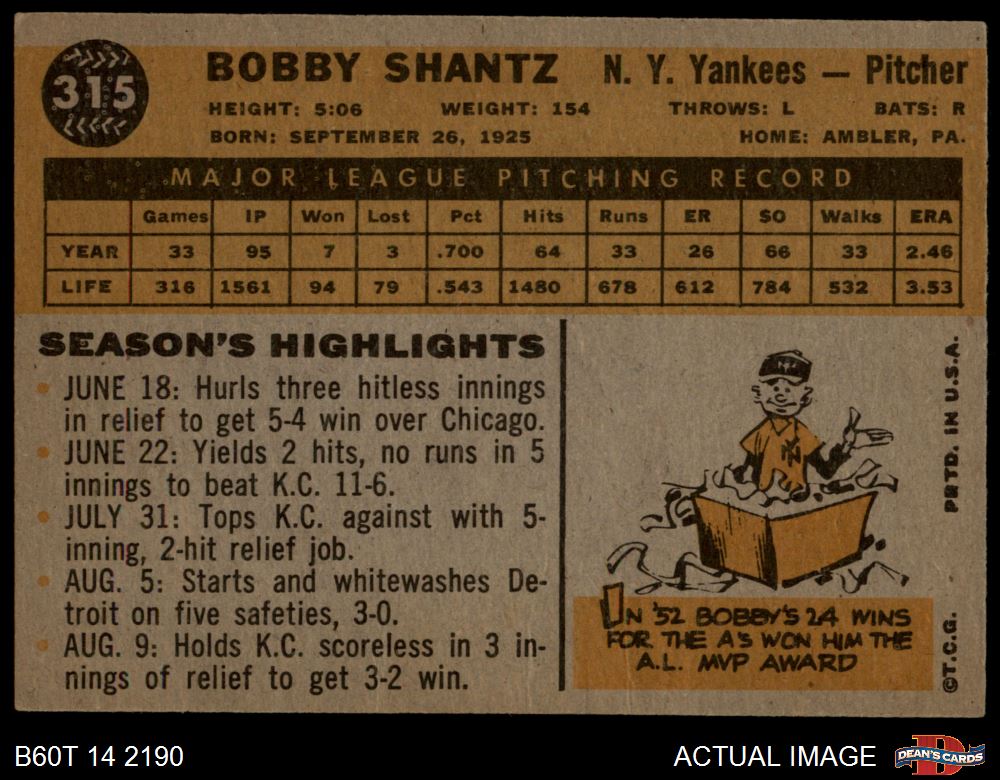 315
BOBBY SHANTZ N. Y. Yankees — Pitcher
HEIGHT: 5:06 WEIGHT: 154 THROWS: L BATS: R
BORN: SEPTEMBER 26, 1925 HOME: AMBLER, PA.
MAJOR LEAGUE PITCHING RECORD
Games IP Won Lost Pct Hits Runs ER SO Walks ERA
YEAR 33 95 7 3 .700 64 33 26 66 33 2.46
LIFE 316 1561 94 79 .543 1480 678 612 784 532 3.53
SEASON'S HIGHLIGHTS
• JUNE 18: Hurls three hitless innings
in relief to get 5-4 win over Chicago.
• JUNE 22: Yields 2 hits, no runs in 5
innings to beat K.C. 11-6.
• JULY 31: Tops K.C. against with 5-
inning, 2-hit relief job.
• AUG. 5: Starts and whitewashes De-
troit on five safeties, 3-0.
• AUG. 9: Holds K.C. scoreless in 3 in-
nings of relief to get 3-2 win.
NY
IN '52 BOBBY'S 24 WINS
FOR THE A'S WON HIM THE
A.L. MVP AWARD
©T.C.G. PRTD. IN U.S.A.
B60T 14 2190
ACTUAL IMAGE
D
DEAN'S CARDS